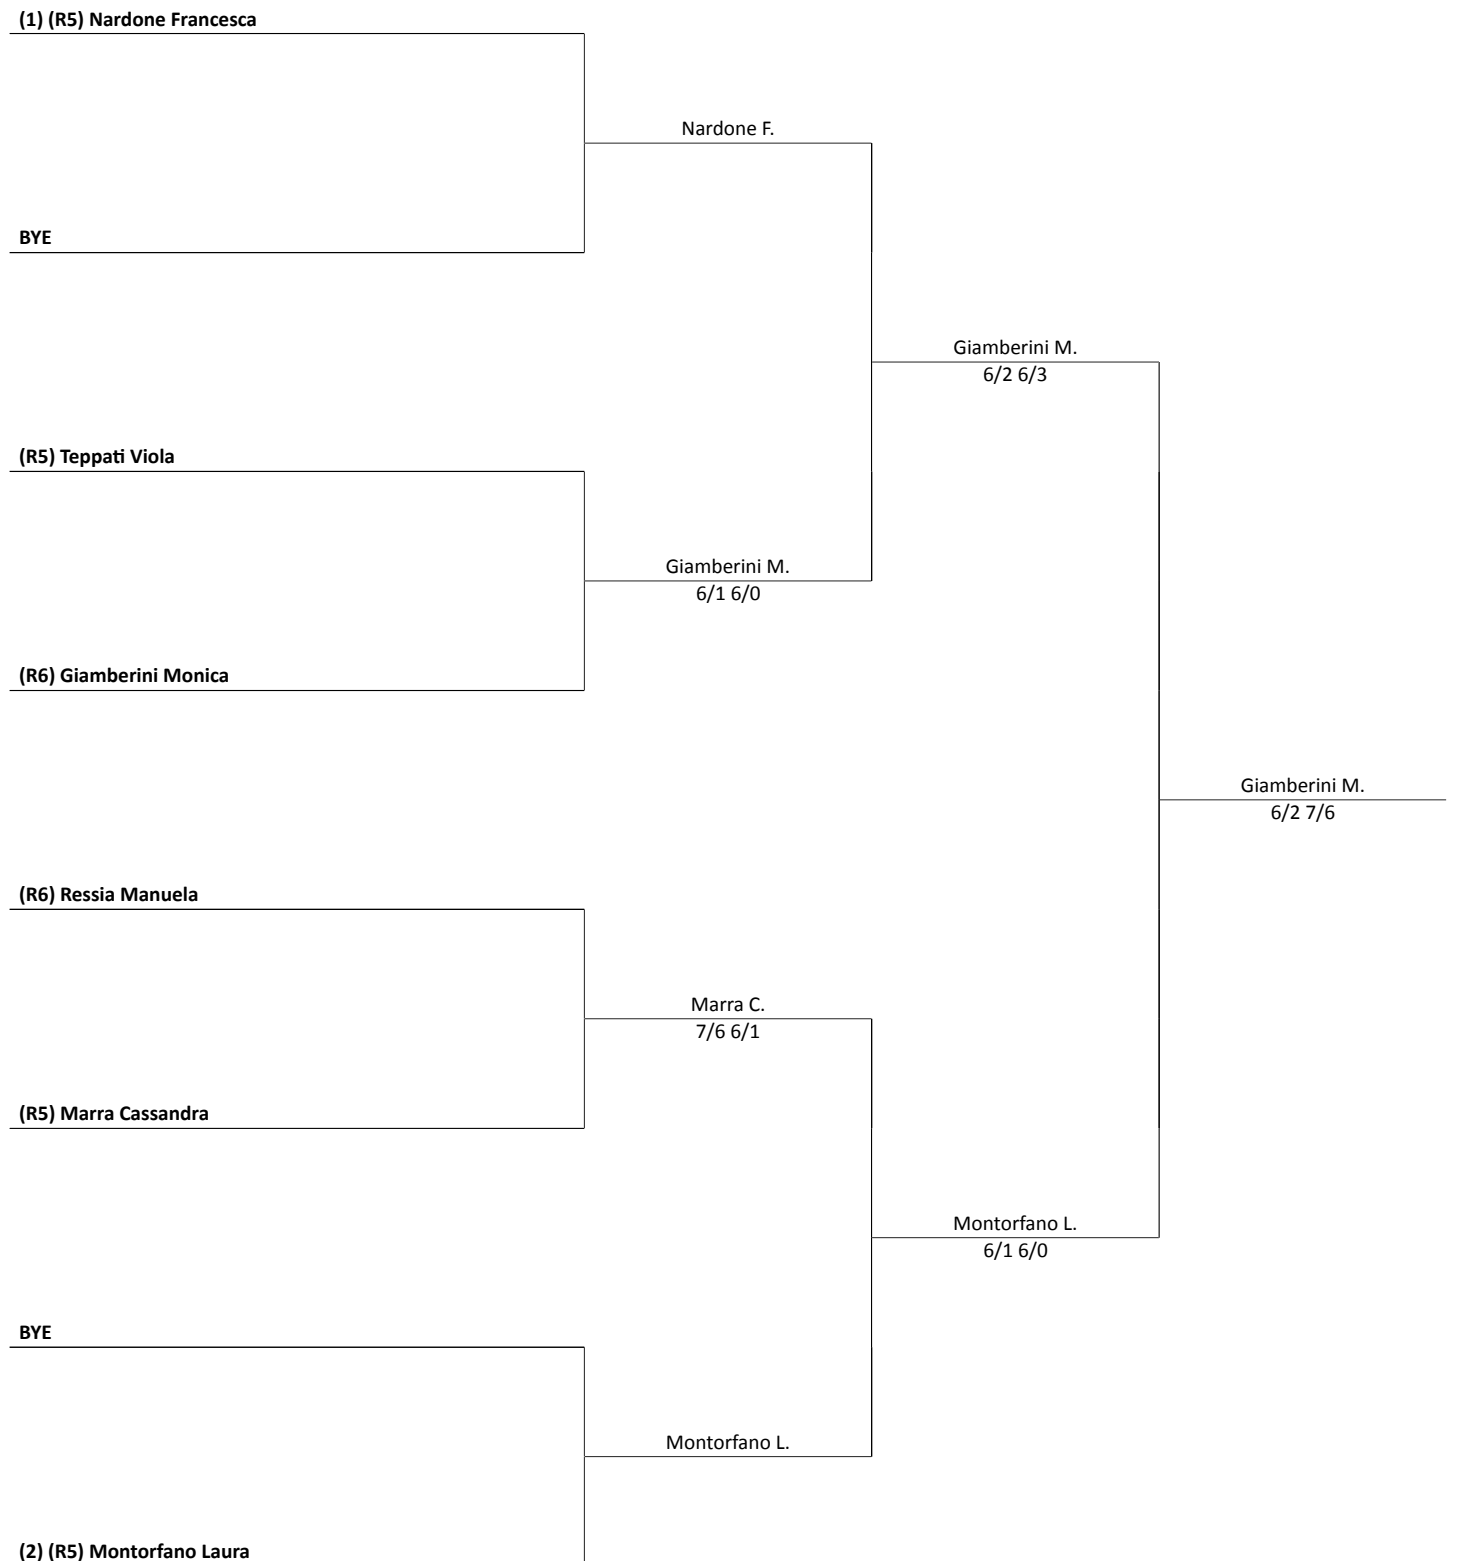 (1) (R5) Nardone Francesca
Nardone F.
BYE
Giamberini M.
6/2 6/3
(R5) Teppati Viola
Giamberini M.
6/1 6/0
(R6) Giamberini Monica
Giamberini M.
6/2 7/6
(R6) Ressia Manuela
Marra C.
7/6 6/1
(R5) Marra Cassandra
Montorfano L.
6/1 6/0
BYE
Montorfano L.
(2) (R5) Montorfano Laura